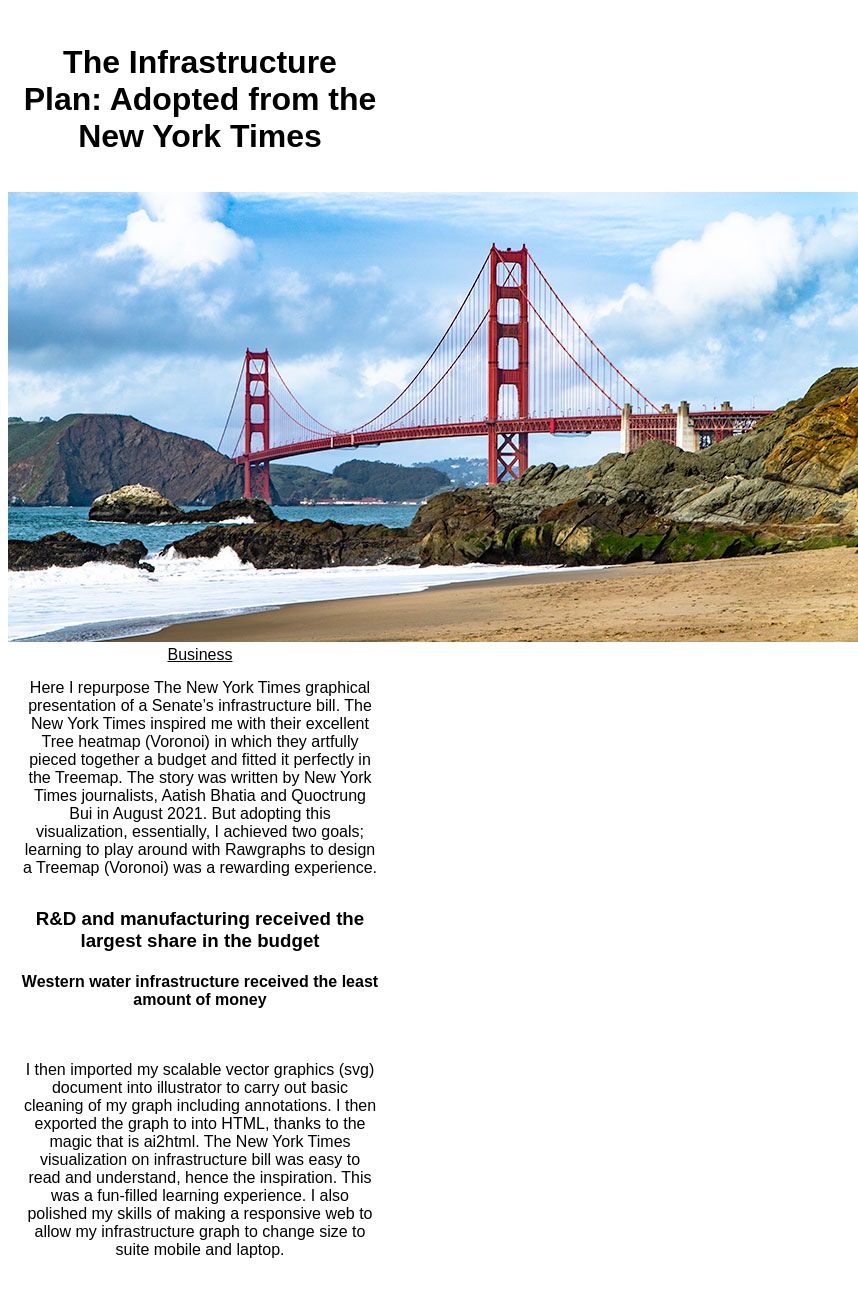 The Infrastructure
Plan: Adopted from the
New York Times
Business
Here I repurpose The New York Times graphical
presentation of a Senate’s infrastructure bill. The
New York Times inspired me with their excellent
Tree heatmap (Voronoi) in which they artfully
pieced together a budget and fitted it perfectly in
the Treemap. The story was written by New York
Times journalists, Aatish Bhatia and Quoctrung
Bui in August 2021. But adopting this
visualization, essentially, I achieved two goals;
learning to play around with Rawgraphs to design
a Treemap (Voronoi) was a rewarding experience.
R&D and manufacturing received the
largest share in the budget
Western water infrastructure received the least
amount of money
I then imported my scalable vector graphics (svg)
document into illustrator to carry out basic
cleaning of my graph including annotations. I then
exported the graph to into HTML, thanks to the
magic that is ai2html. The New York Times
visualization on infrastructure bill was easy to
read and understand, hence the inspiration. This
was a fun-filled learning experience. I also
polished my skills of making a responsive web to
allow my infrastructure graph to change size to
suite mobile and laptop.